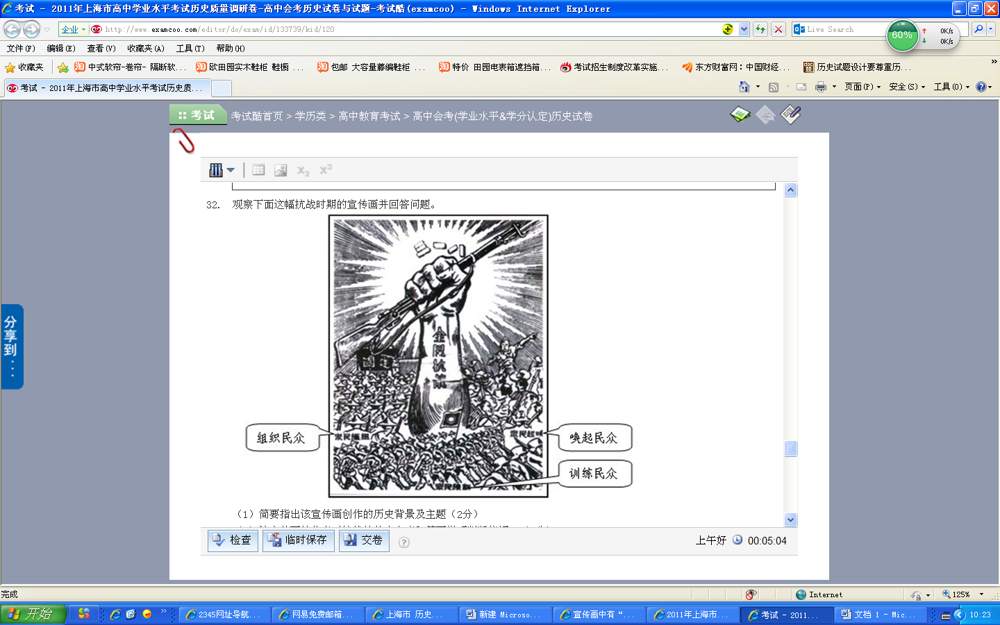 考试 - 2011年上海市高中学业水平考试历史质量调研卷-高中会考历史试卷与试题-考试酷(examcoo) - Windows Internet Explorer
企业 http://www.examcoo.com/editor/do/exam/id/133739/kid/120
Live Search
60%
0K/s
0K/s
文件(F) 编辑(E) 查看(V) 收藏夹(A) 工具(T) 帮助(H)
收藏夹 中式软帘-卷帘- 隔断软... 欧田园实木鞋柜 鞋橱 ... 包邮 大容量藤编鞋柜 ... 特价 田园电表箱遮挡箱... 考试招生制度改革实施... 东方财富网：中国财经... 历史试题设计要尊重历...
考试 - 2011年上海市高中学业水平考试历史质... 页面(P) 安全(S) 工具(O)
考试 考试酷首页 > 学历类 > 高中教育考试 > 高中会考(学业水平&学分认定)历史试卷
分享到
32. 观察下面这幅抗战时期的宣传画并回答问题。
组织民众
唤起民众
训练民众
（1）简要指出该宣传画创作的历史背景及主题（2分）
检查 临时保存 交卷 上午好 00:05:04
完成 Internet 125%
开始 2345网址导航... 网易免费邮箱... 上海市 历史... 新建 Microso... 宣传画中有“... 2011年上海市... 考试 - 2011... 文档 1 - Mic... 10:23